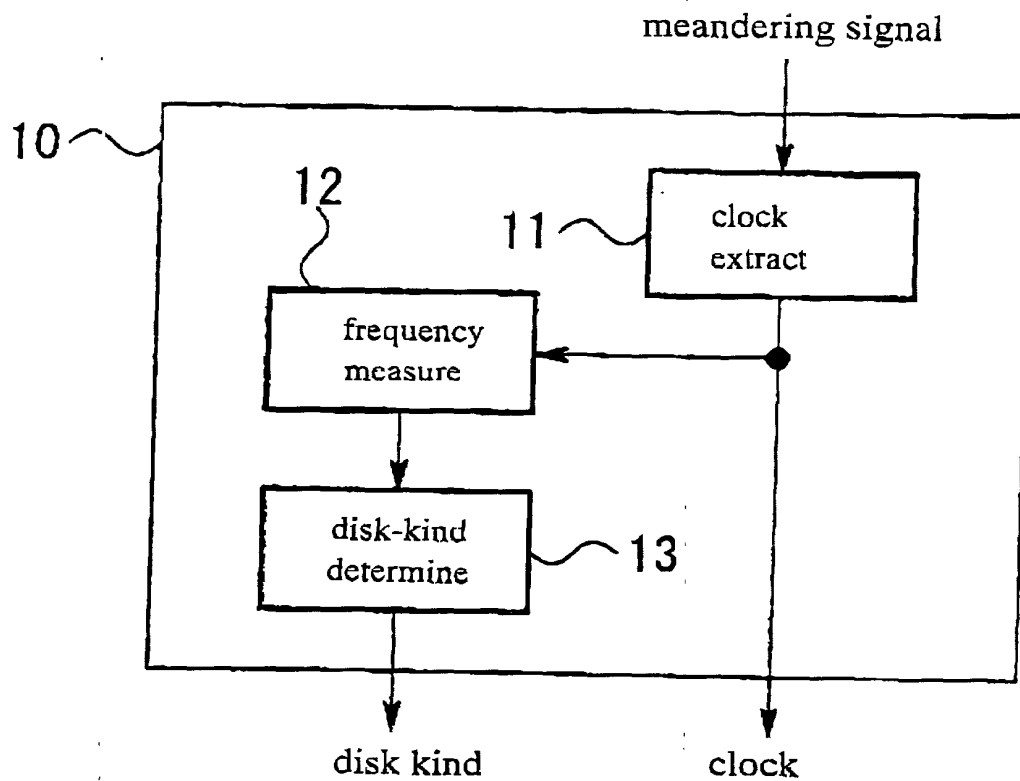 meandering signal
10
12
11
clock
extract
frequency
measure
disk-kind
determine
13
disk kind
clock